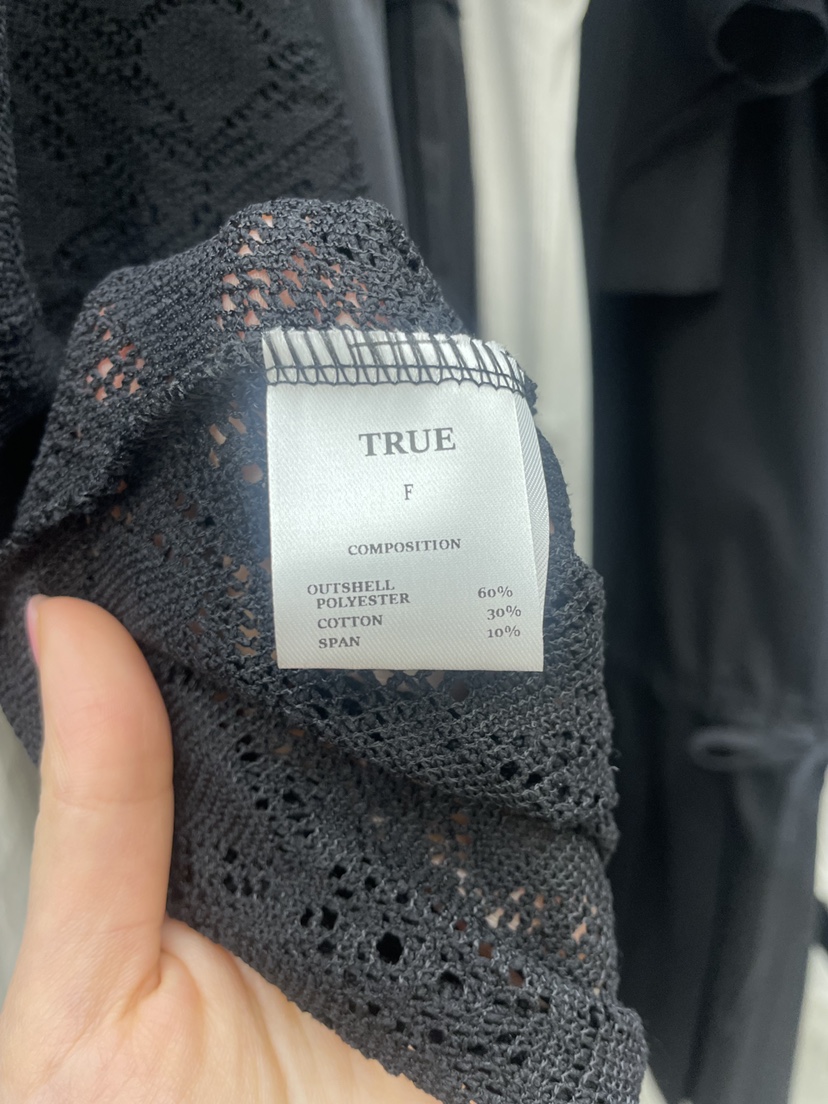 TRUE
F
COMPOSITION
OUTSHELL
POLYESTER 60%
COTTON 30%
SPAN 10%